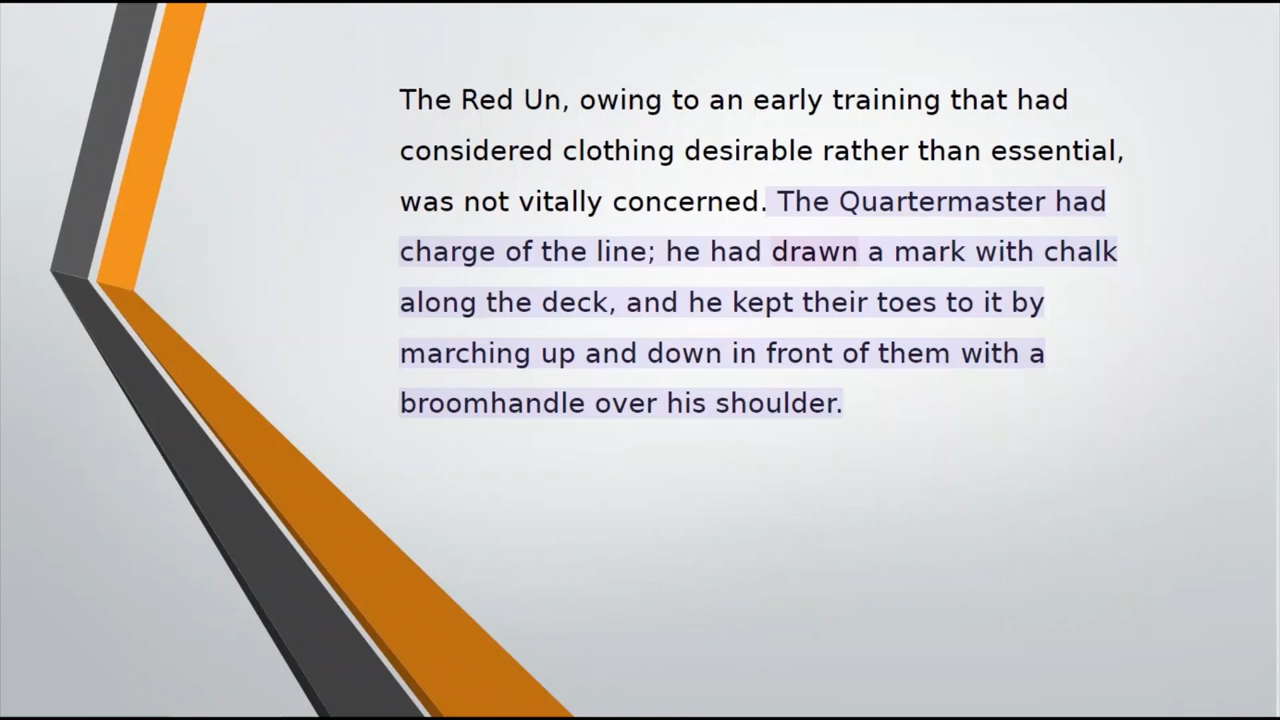 The Red Un, owing to an early training that had
considered clothing desirable rather than essential,
was not vitally concerned. The Quartermaster had
charge of the line; he had drawn a mark with chalk
along the deck, and he kept their toes to it by
marching up and down in front of them with a
broomhandle over his shoulder.